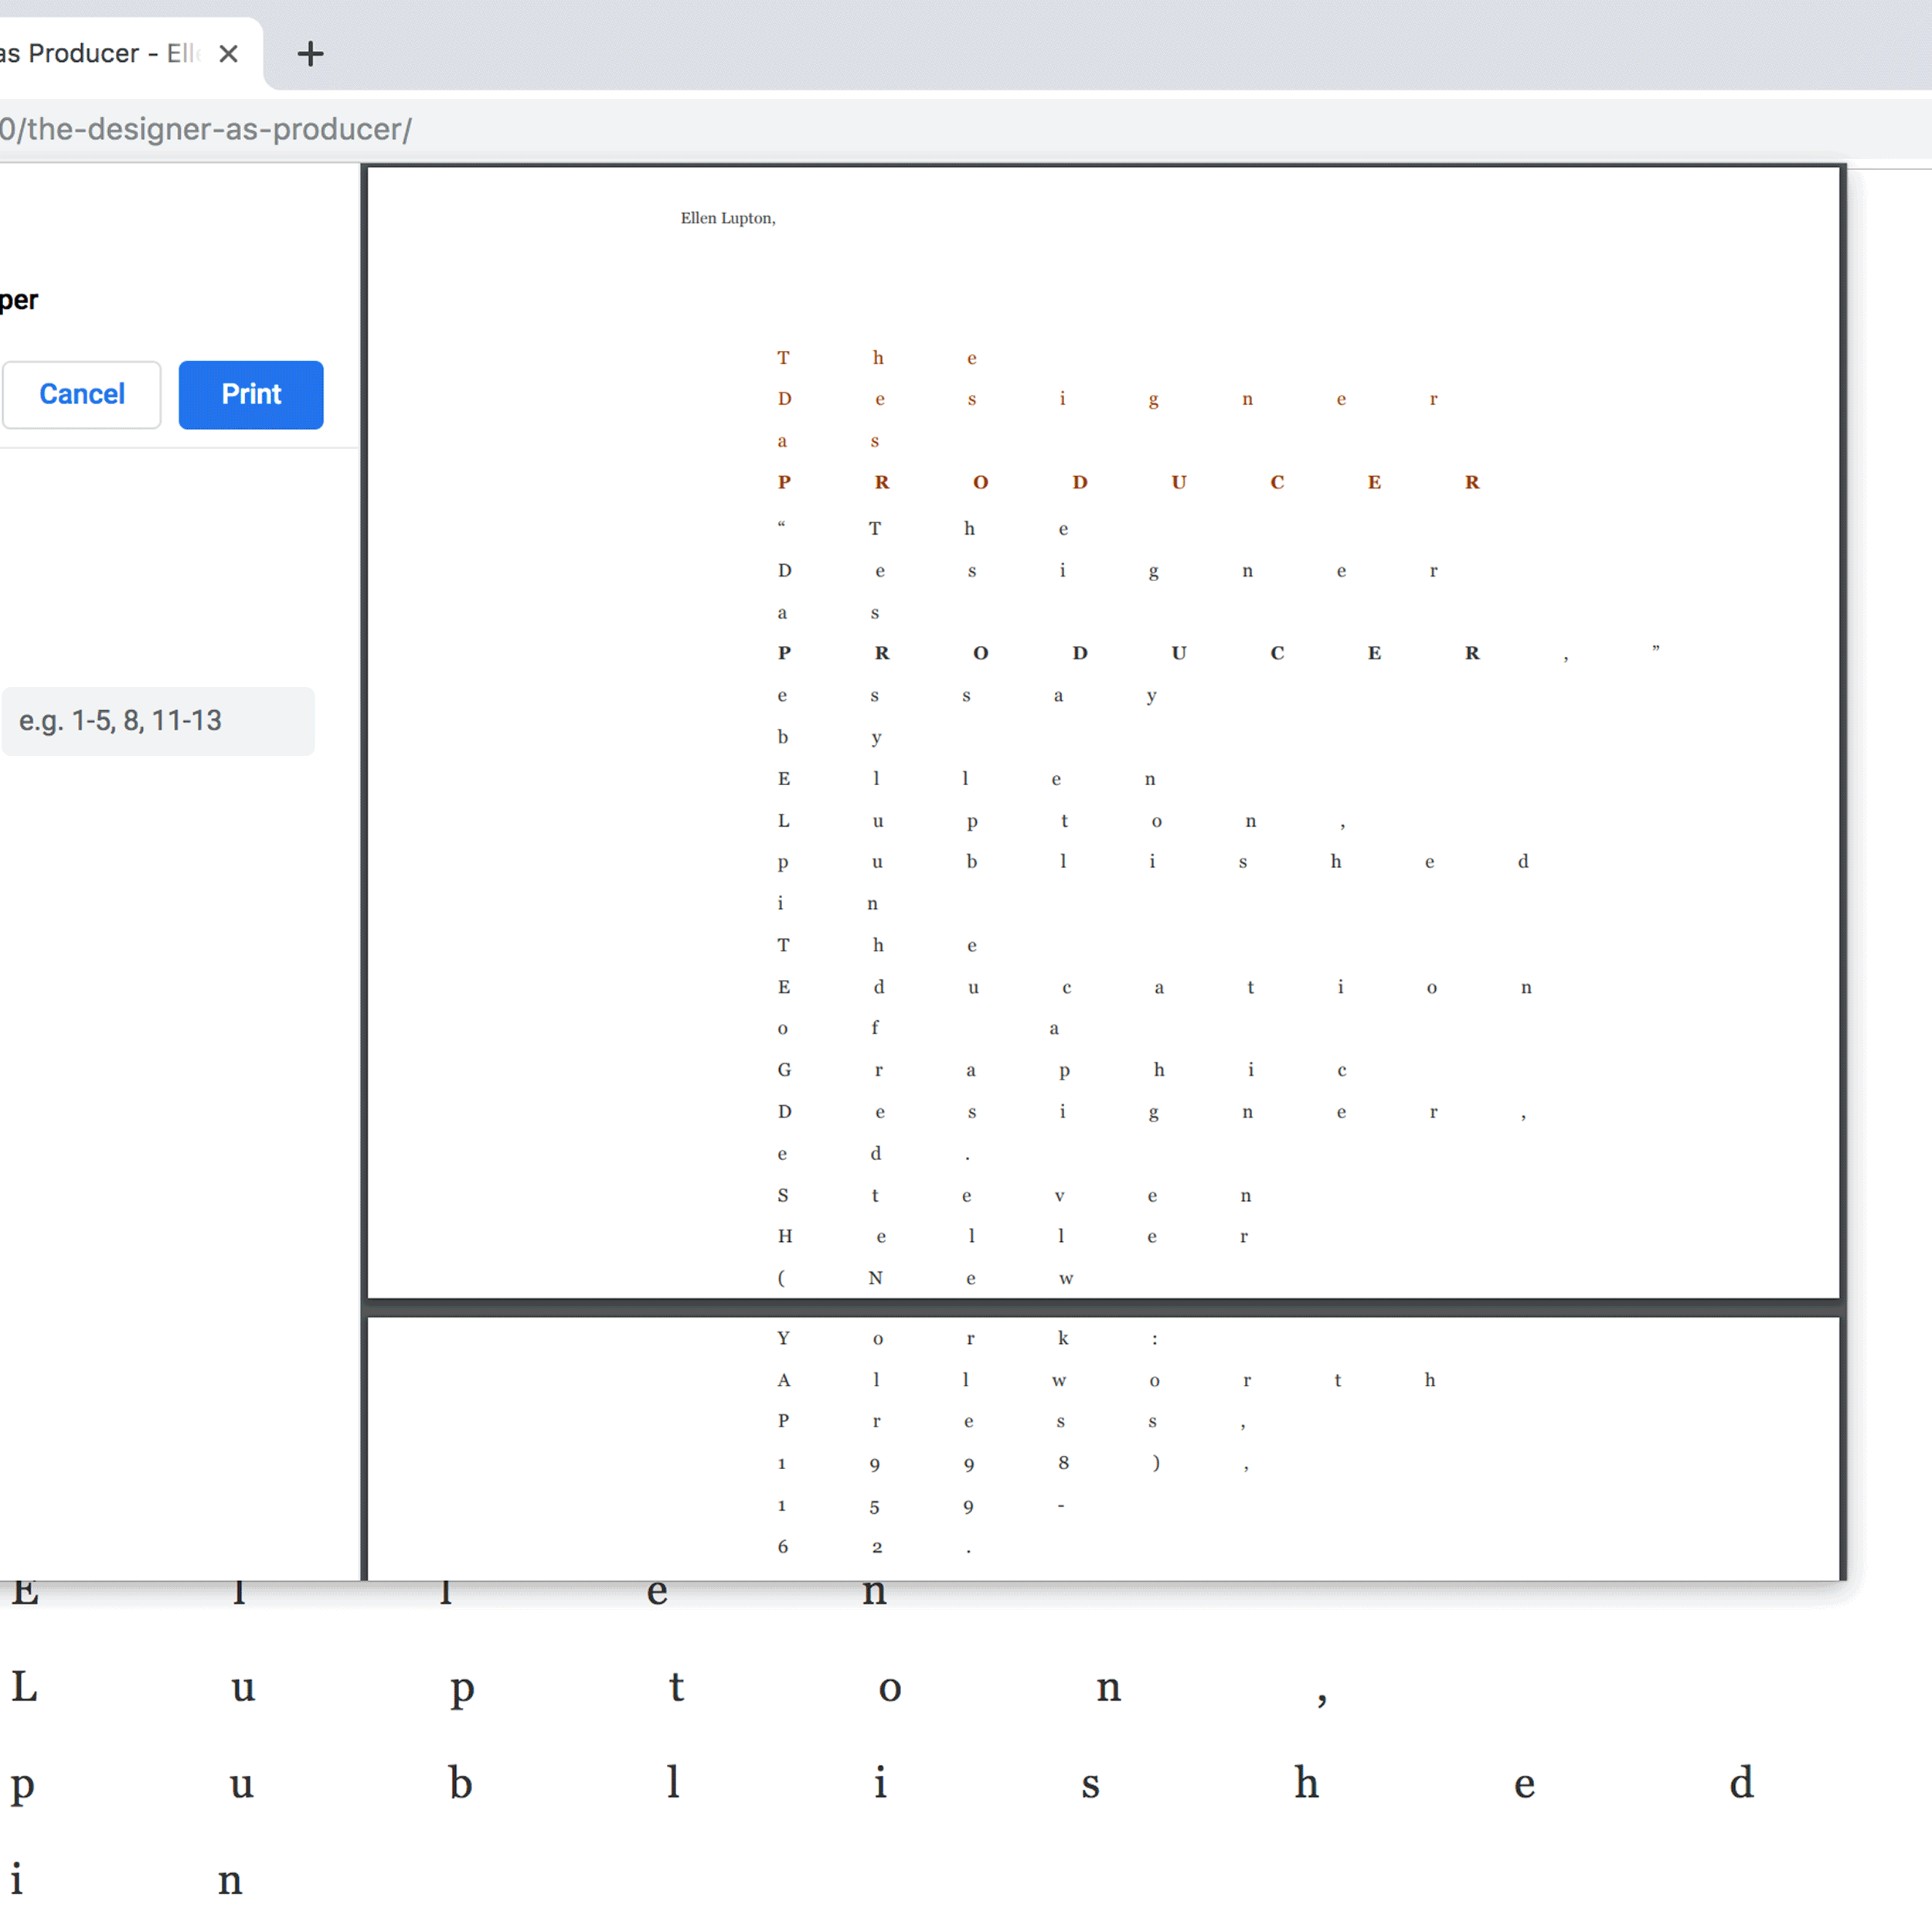 as Producer - Elle
0/the-designer-as-producer/
per
Cancel Print
e.g. 1-5, 8, 11-13
Ellen Lupton,
T h e
D e s i g n e r
a s
P R O D U C E R
“ T h e
D e s i g n e r
a s
P R O D U C E R , ”
e s s a y
b y
E l l e n
L u p t o n ,
p u b l i s h e d
i n
T h e
E d u c a t i o n
o f a
G r a p h i c
D e s i g n e r ,
e d .
S t e v e n
H e l l e r
( N e w
Y o r k :
A l l w o r t h
P r e s s ,
1 9 9 8 ) ,
1 5 9 -
6 2 .
E l l e n
L u p t o n ,
p u b l i s h e d
i n